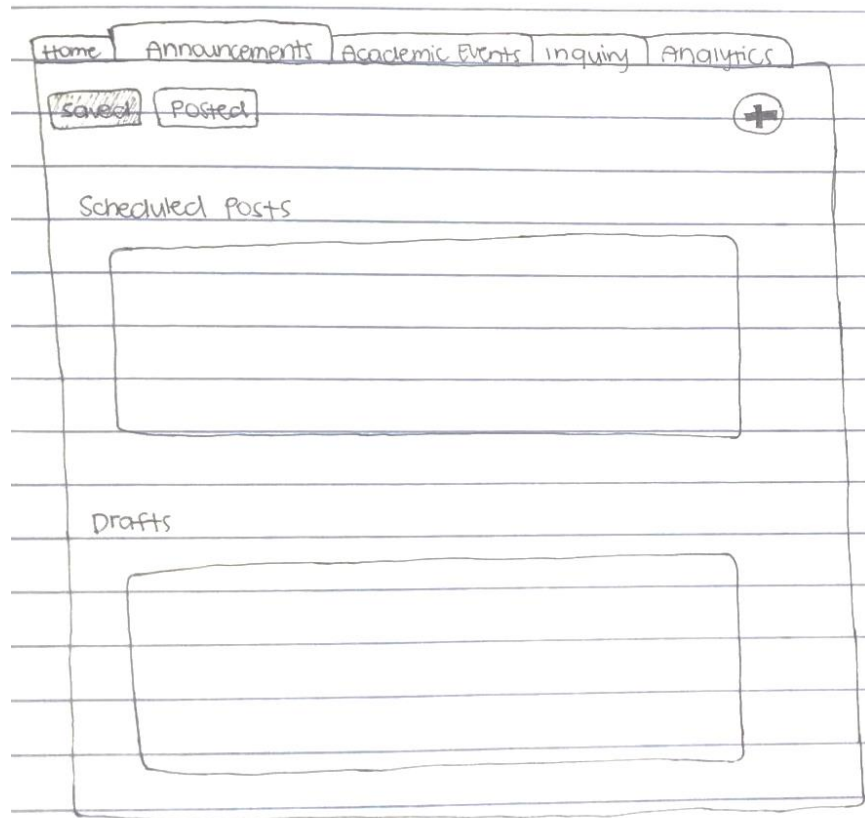 Home Announcements Academic Events Inquiry Analytics
Saved Posted
Scheduled Posts
Drafts